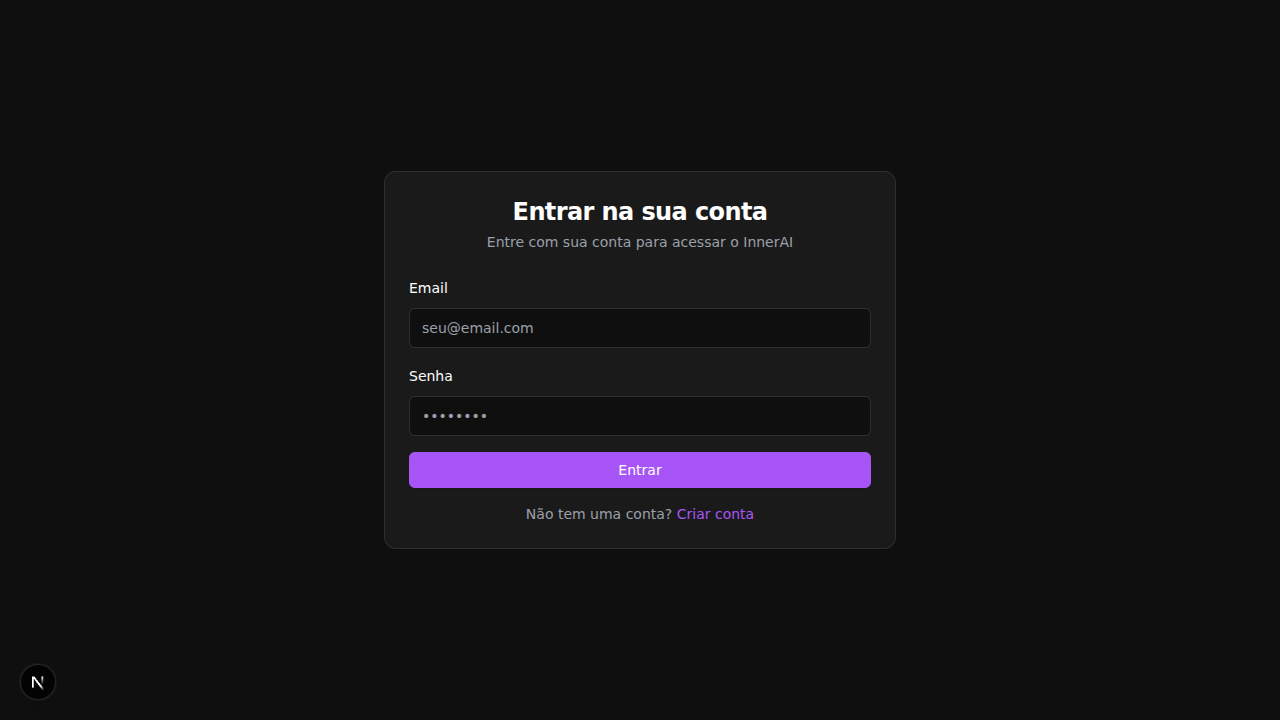 Entrar na sua conta
Entre com sua conta para acessar o InnerAI
Email
seu@email.com
Senha
••••••••
Entrar
Não tem uma conta? Criar conta
N